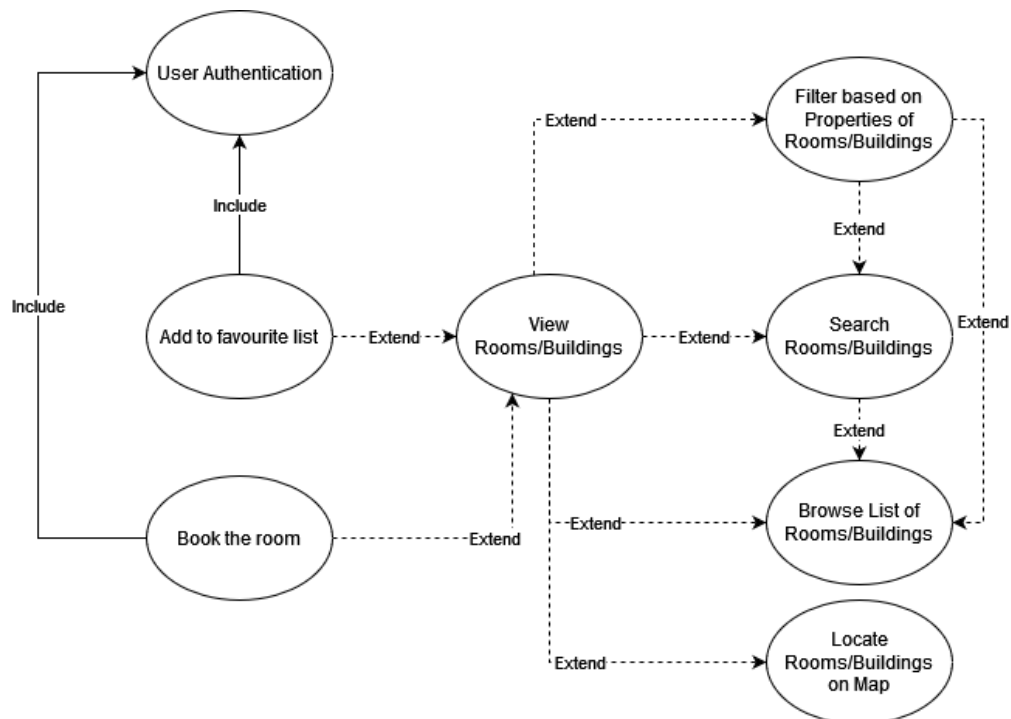 User Authentication
Filter based on
Properties of
Rooms/Buildings
Extend
Include
Extend
Include
Add to favourite list
Extend
View
Rooms/Buildings
Extend
Search
Rooms/Buildings
Extend
Extend
Book the room
Extend
Extend
Browse List of
Rooms/Buildings
Extend
Locate
Rooms/Buildings
on Map